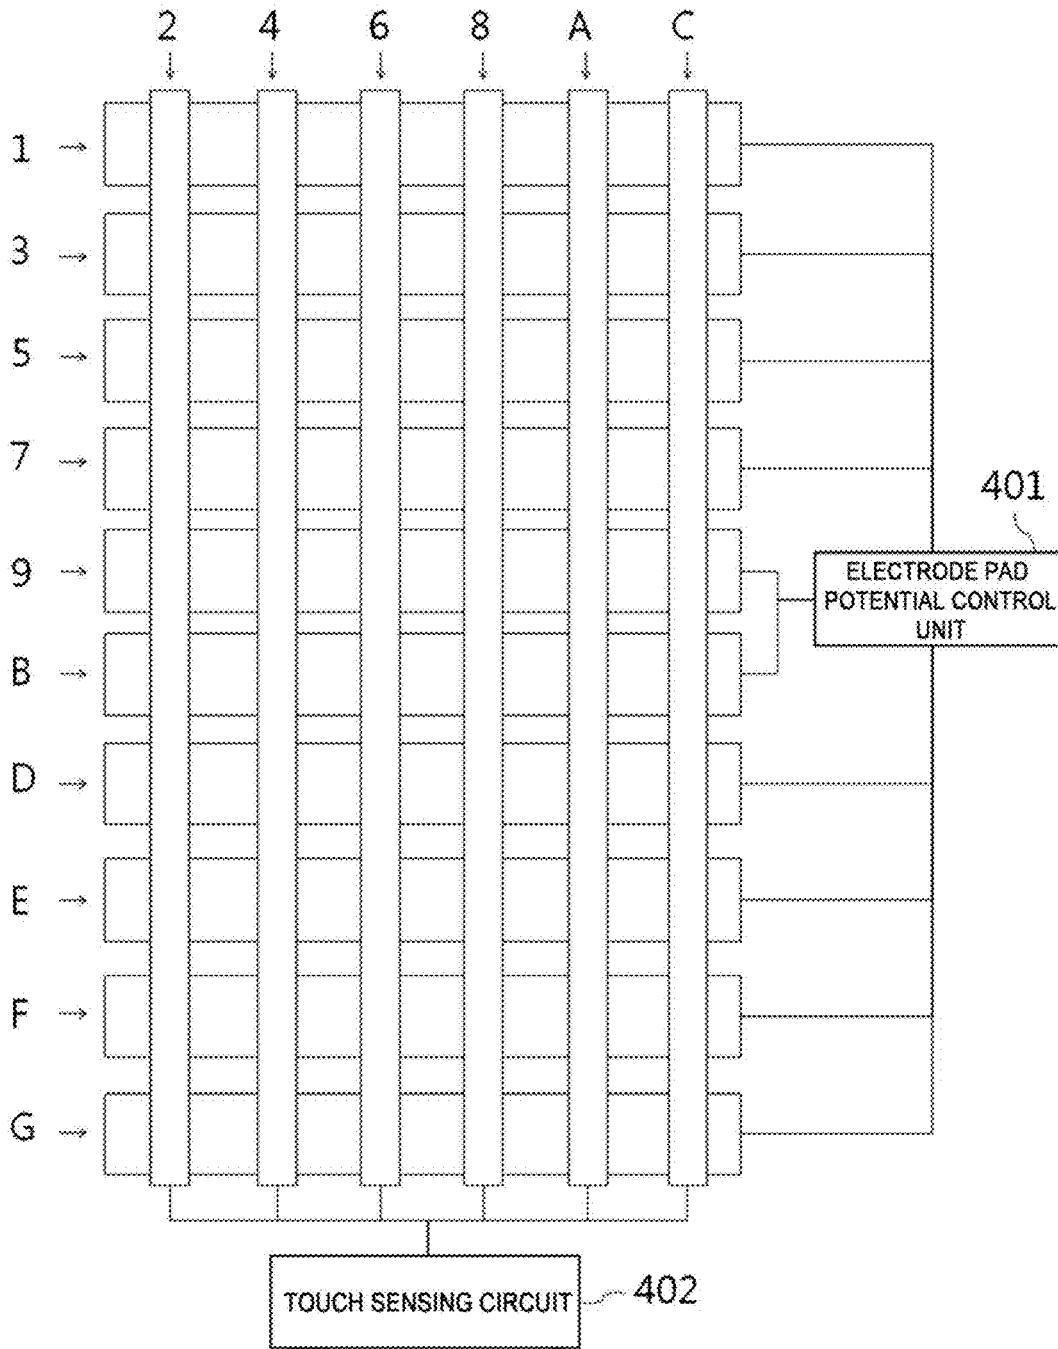 2 4 6 8 A C
1
3
5
7
401
9
ELECTRODE PAD
POTENTIAL CONTROL
UNIT
B
D
E
F
G
TOUCH SENSING CIRCUIT
402